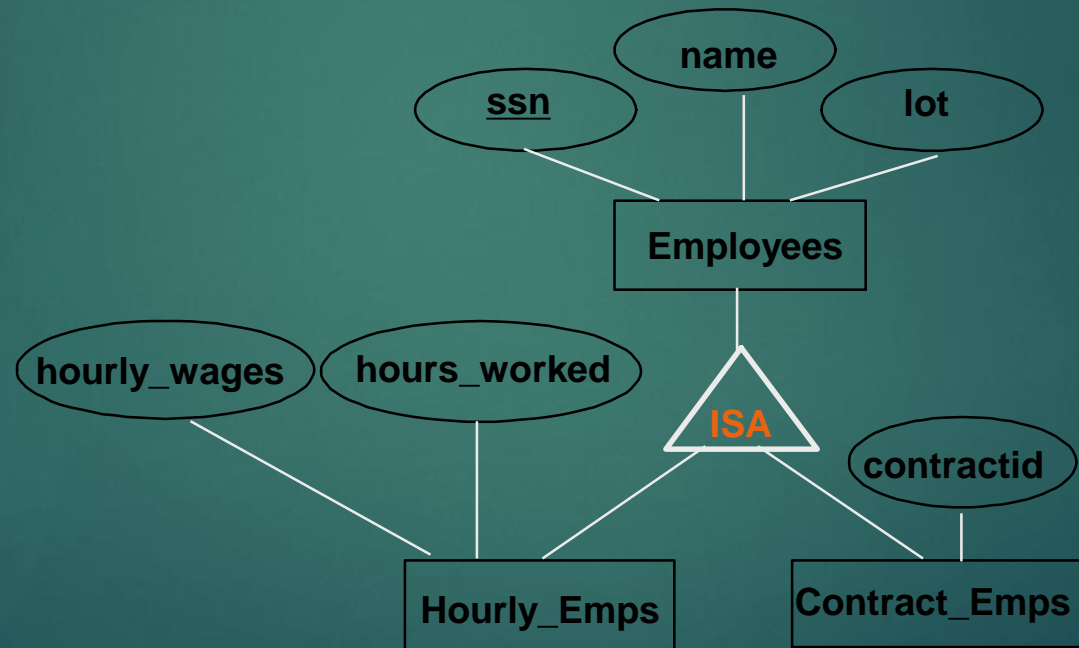 name
ssn
lot
Employees
hourly_wages
hours_worked
ISA
contractid
Hourly_Emps
Contract_Emps